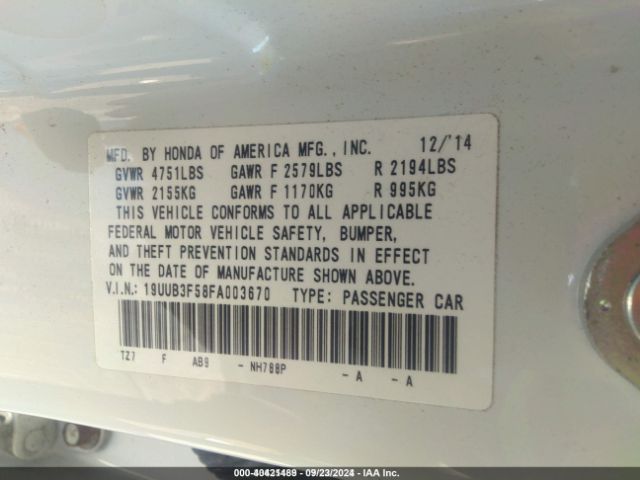 MFD. BY HONDA OF AMERICA MFG., INC. 12/'14
GVWR 4751LBS GAWR F 2579LBS R 2194LBS
GVWR 2155KG GAWR F 1170KG R 995KG
THIS VEHICLE CONFORMS TO ALL APPLICABLE
FEDERAL MOTOR VEHICLE SAFETY, BUMPER,
AND THEFT PREVENTION STANDARDS IN EFFECT
ON THE DATE OF MANUFACTURE SHOWN ABOVE.
V.I.N.: 19UUB3F58FA003670 TYPE: PASSENGER CAR
TZ7 F AB9 - NH788P - A - A
09/23/2024 - IAA Inc.